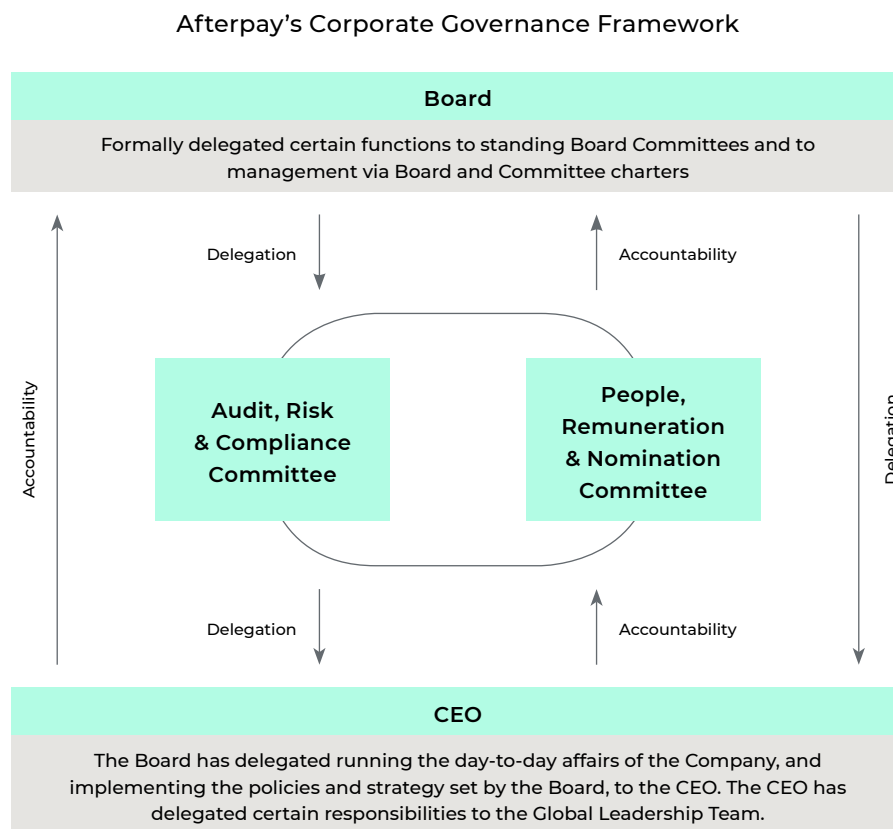 Afterpay’s Corporate Governance Framework
Board
Formally delegated certain functions to standing Board Committees and to
management via Board and Committee charters
Delegation
Accountability
Accountability
Audit, Risk
& Compliance
Committee
People,
Remuneration
& Nomination
Committee
Delegation
Delegation
Accountability
CEO
The Board has delegated running the day-to-day affairs of the Company, and
implementing the policies and strategy set by the Board, to the CEO. The CEO has
delegated certain responsibilities to the Global Leadership Team.